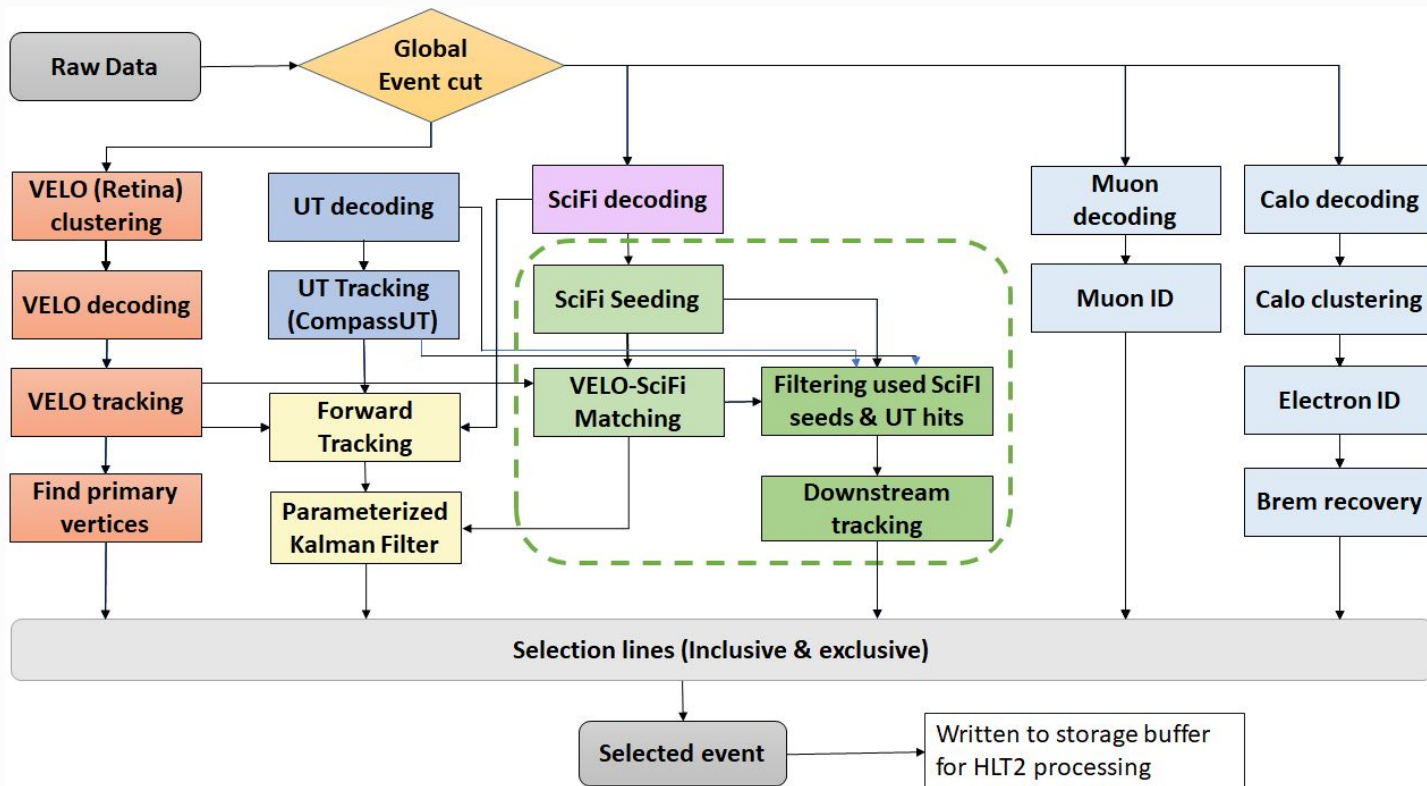 Raw Data
Global
Event cut
VELO (Retina)
clustering
UT decoding
SciFi decoding
Muon
decoding
Calo decoding
VELO decoding
UT Tracking
(CompassUT)
SciFi Seeding
Muon ID
Calo clustering
VELO tracking
Forward
Tracking
VELO-SciFi
Matching
Filtering used SciFI
seeds & UT hits
Electron ID
Find primary
vertices
Parameterized
Kalman Filter
Downstream
tracking
Brem recovery
Selection lines (Inclusive & exclusive)
Selected event
Written to storage buffer
for HLT2 processing